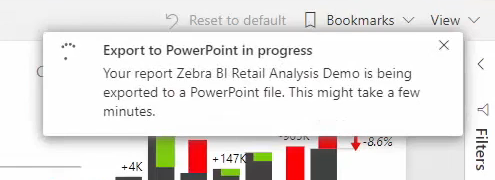 Reset to default Bookmarks View
Export to PowerPoint in progress
Your report Zebra BI Retail Analysis Demo is being
exported to a PowerPoint file. This might take a few
minutes.
-8.6%
+4K
+147K
Filters